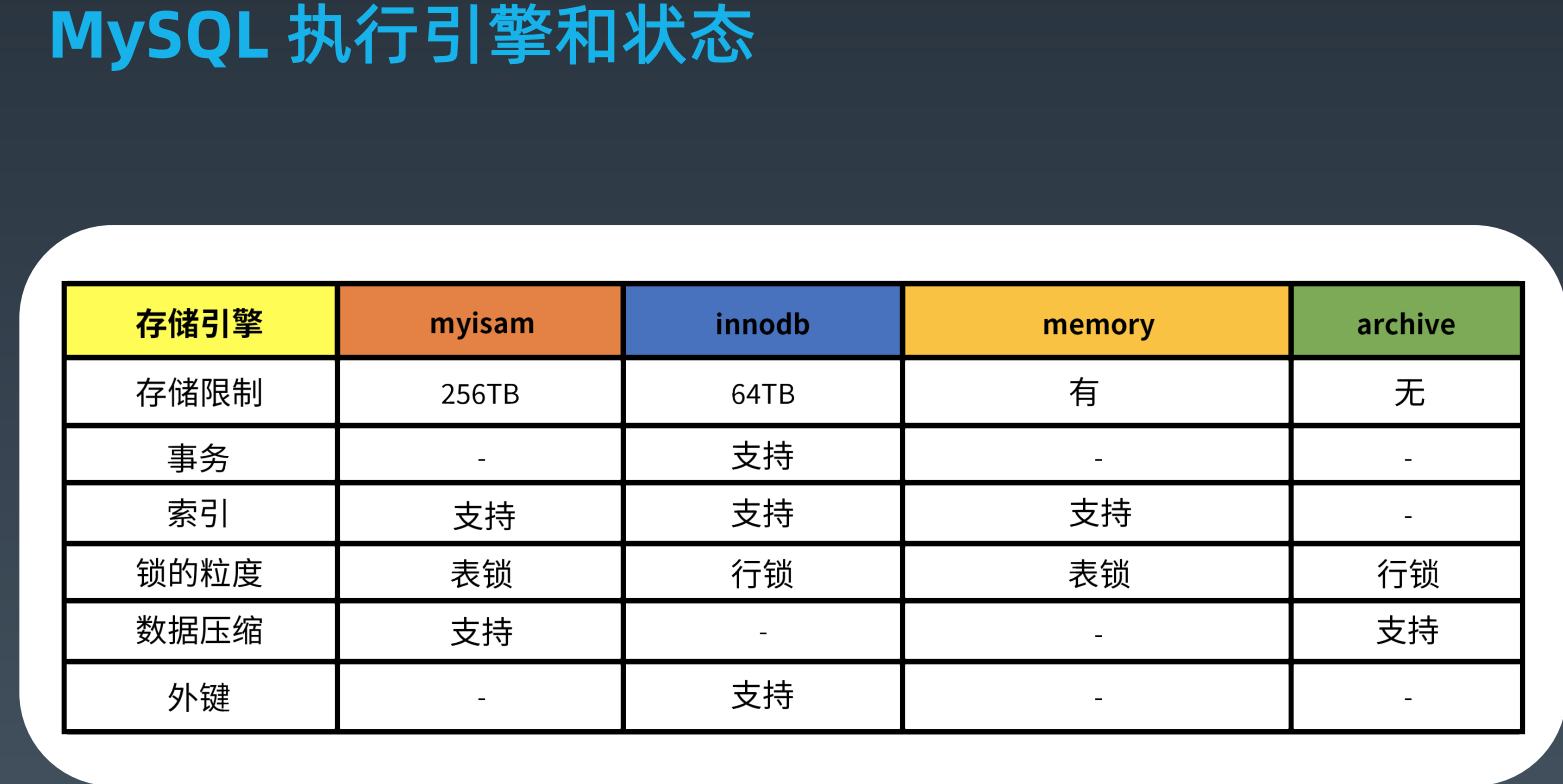 MySQL 执行引擎和状态
存储引擎 myisam innodb memory archive
存储限制 256TB 64TB 有 无
事务 - 支持 - -
索引 支持 支持 支持 -
锁的粒度 表锁 行锁 表锁 行锁
数据压缩 支持 - - 支持
外键 - 支持 - -